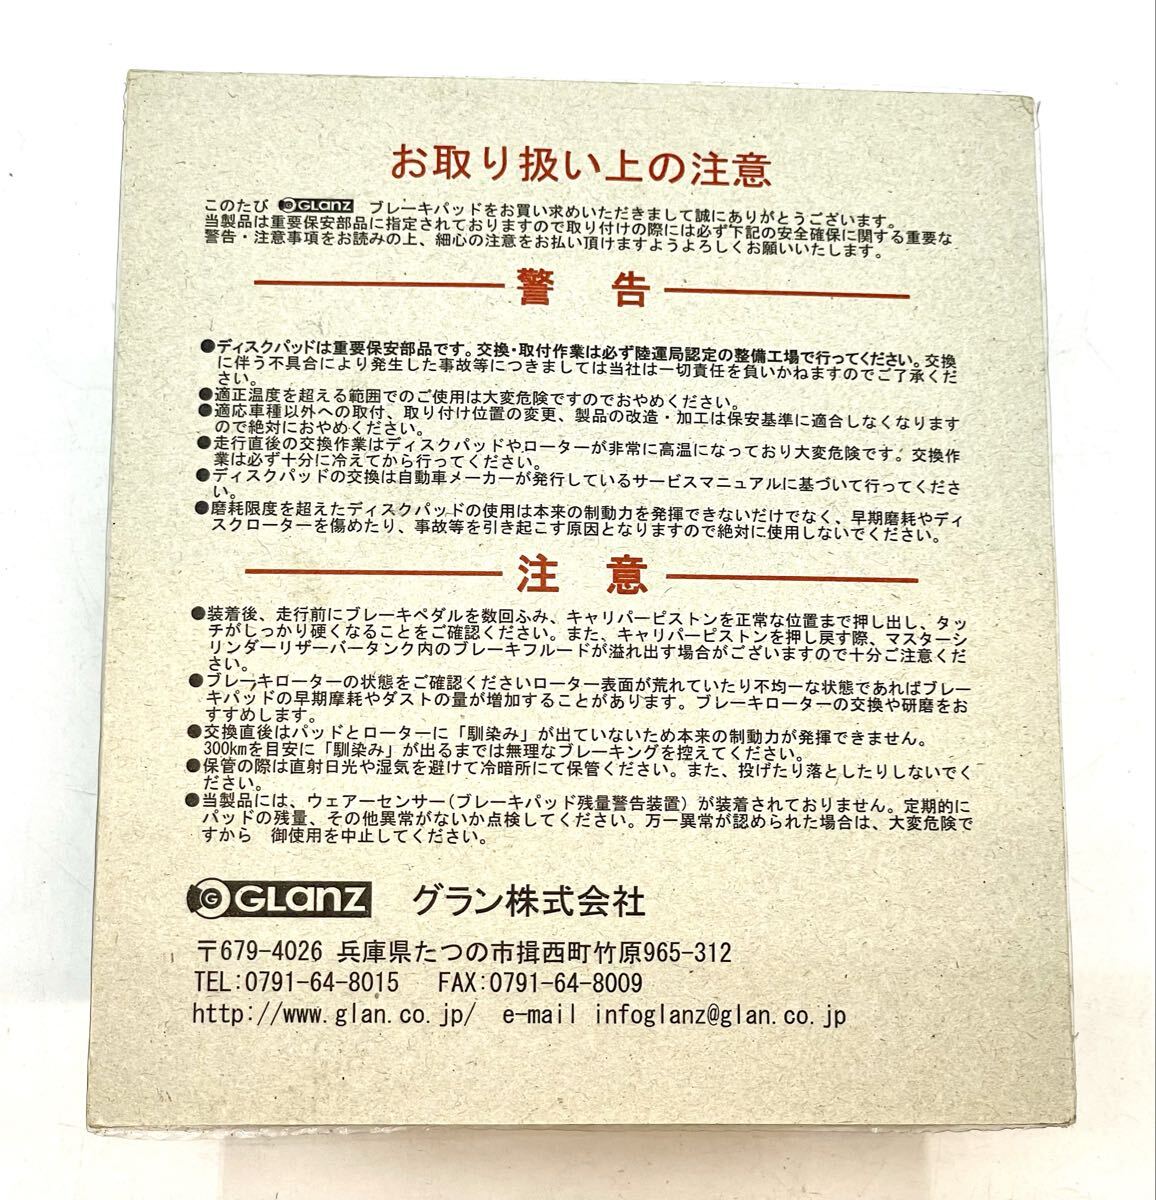 お取り扱い上の注意
このたび GLanz ブレーキパッドをお買い求めいただきまして誠にありがとうございます。
当製品は重要保安部品に指定されておりますので取り付けの際には必ず下記の安全確保に関する重要な
警告・注意事項をお読みの上、細心の注意をお払い頂けますようよろしくお願いいたします。
警 告
●ディスクパッドは重要保安部品です。交換・取付作業は必ず陸運局認定の整備工場で行ってください。交換
に伴う不具合により発生した事故等につきましては当社は一切責任を負いかねますのでご了承くだ
さい。
●適正温度を超える範囲でのご使用は大変危険ですのでおやめください。
●適応車種以外への取付、取り付け位置の変更、製品の改造・加工は保安基準に適合しなくなります
ので絶対におやめください。
●走行直後の交換作業はディスクパッドやローターが非常に高温になっており大変危険です。交換作
業は必ず十分に冷えてから行ってください。
●ディスクパッドの交換は自動車メーカーが発行しているサービスマニュアルに基づいて行ってくださ
い。
●磨耗限度を超えたディスクパッドの使用は本来の制動力を発揮できないだけでなく、早期磨耗やディ
スクローターを傷めたり、事故等を引き起こす原因となりますので絶対に使用しないでください。
注 意
●装着後、走行前にブレーキペダルを数回ふみ、キャリパーピストンを正常な位置まで押し出し、タッ
チがしっかり硬くなることをご確認ください。また、キャリパーピストンを押し戻す際、マスターシ
リンダーリザーバータンク内のブレーキフルードが溢れ出す場合がございますので十分ご注意くだ
さい。
●ブレーキローターの状態をご確認くださいローター表面が荒れていたり不均一な状態であればブレー
キパッドの早期摩耗やダストの量が増加することがあります。ブレーキローターの交換や研磨をお
すすめします。
●交換直後はパッドとローターに「馴染み」が出ていないため本来の制動力が発揮できません。
300kmを目安に「馴染み」が出るまでは無理なブレーキングを控えてください。
●保管の際は直射日光や湿気を避けて冷暗所にて保管ください。また、投げたり落としたりしないでく
ださい。
●当製品には、ウェアーセンサー(ブレーキパッド残量警告装置)が装着されておりません。定期的に
パッドの残量、その他異常がないか点検してください。万一異常が認められた場合は、大変危険で
すから 御使用を中止してください。
G GLanz グラン株式会社
〒679-4026 兵庫県たつの市揖西町竹原965-312
TEL:0791-64-8015 FAX:0791-64-8009
http://www.glan.co.jp/ e-mail infoglanz@glan.co.jp